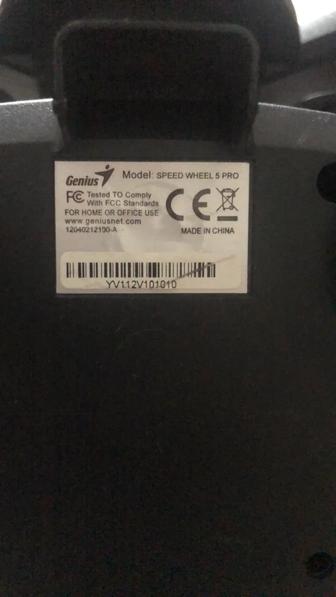 Genius Model: SPEED WHEEL 5 PRO
FC Tested TO Comply
With FCC Standards
FOR HOME OR OFFICE USE
www.geniusnet.com
12040212100-A
CE
MADE IN CHINA
YV112V101010